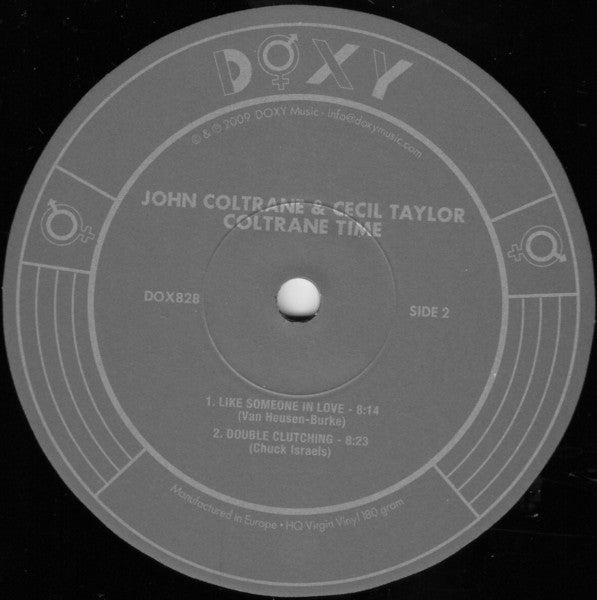 DOXY
© & ℗ 2009 DOXY Music - info@doxymusic.com
JOHN COLTRANE & CECIL TAYLOR
COLTRANE TIME
DOX828
SIDE 2
1. LIKE SOMEONE IN LOVE - 8:14
(Van Heusen-Burke)
2. DOUBLE CLUTCHING - 8:23
(Chuck Israels)
Manufactured in Europe • HQ Virgin Vinyl 180 gram